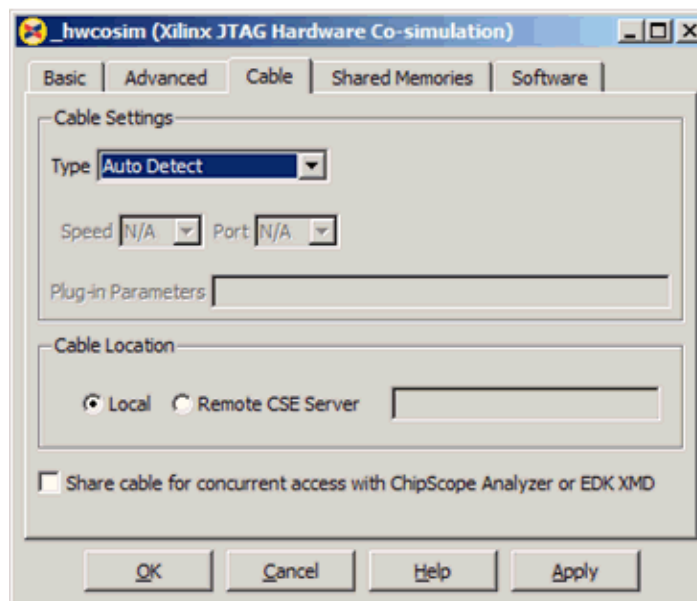 _hwcosim (Xilinx JTAG Hardware Co-simulation)
Basic Advanced Cable Shared Memories Software
Cable Settings
Type Auto Detect
Speed N/A Port N/A
Plug-in Parameters
Cable Location
Local Remote CSE Server
Share cable for concurrent access with ChipScope Analyzer or EDK XMD
OK Cancel Help Apply